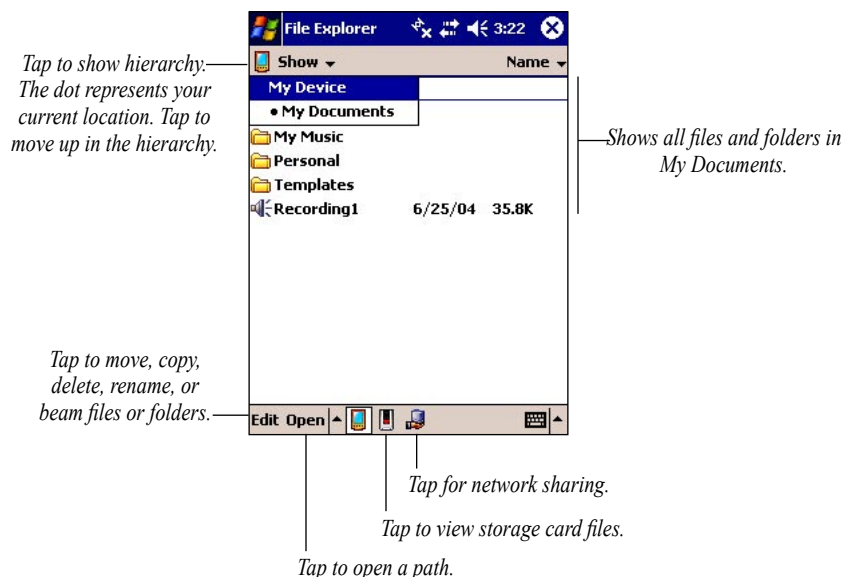 File Explorer 3:22
Show Name
My Device
• My Documents
My Music
Personal
Templates
Recording1 6/25/04 35.8K
Edit Open
Tap to show hierarchy.
The dot represents your
current location. Tap to
move up in the hierarchy.
Shows all files and folders in
My Documents.
Tap to move, copy,
delete, rename, or
beam files or folders.
Tap for network sharing.
Tap to view storage card files.
Tap to open a path.